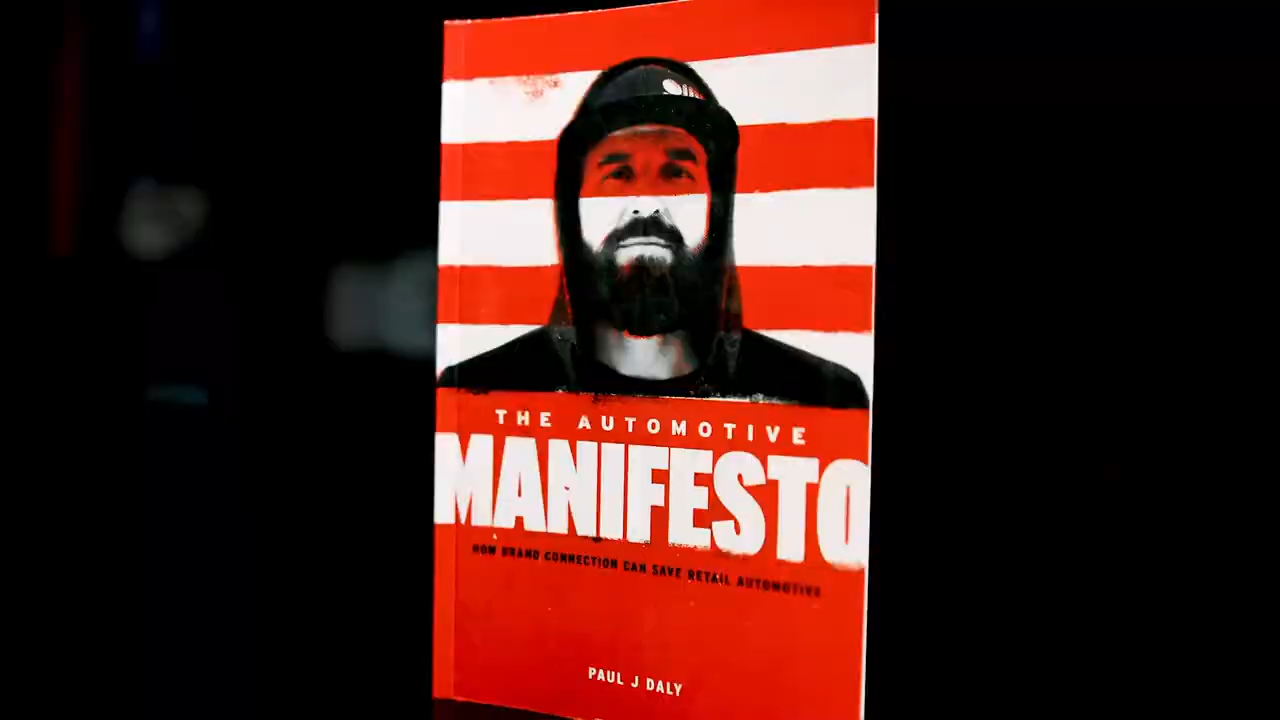 THE AUTOMOTIVE
MANIFESTO
HOW BRAND CONNECTION CAN SAVE RETAIL AUTOMOTIVE
PAUL J DALY